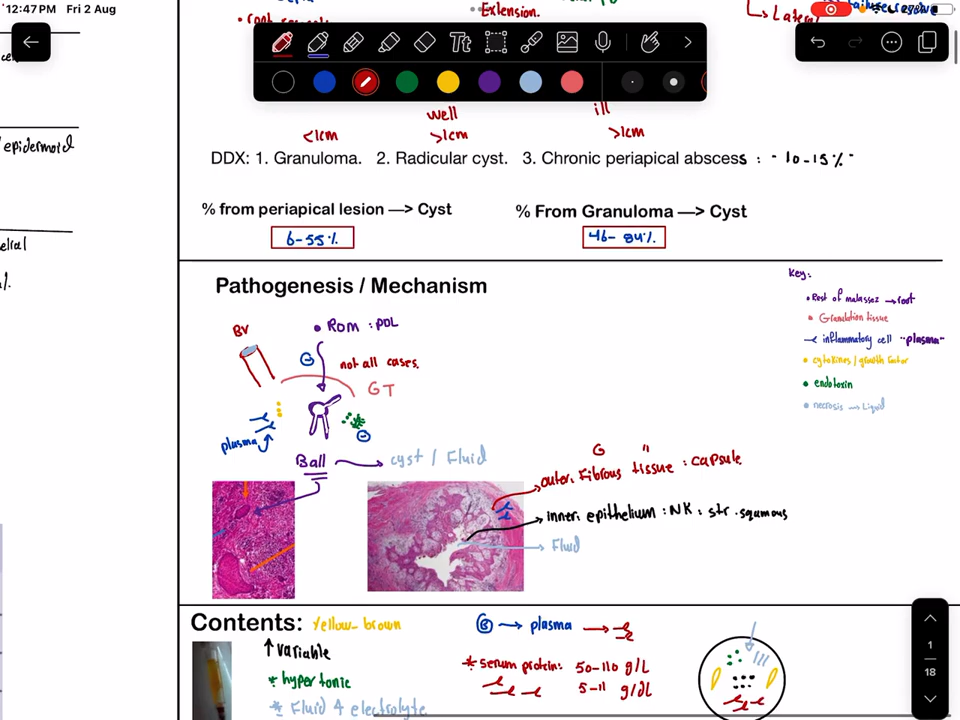 12:47 PM Fri 2 Aug
Extension.
Lateral
epidermoid
well
ill
<1cm
>1cm
>1cm
DDX: 1. Granuloma. 2. Radicular cyst. 3. Chronic periapical abscess : 10-15%
% from periapical lesion —> Cyst
% From Granuloma —> Cyst
6-55%
46-84%
Pathogenesis / Mechanism
BV
Rom : PDL
not all cases.
GT
plasma
Ball
cyst / Fluid
G "
outer: Fibrous tissue : capsule
inner: epithelium : NK : str. squamous
Fluid
Key:
Rest of malassez → root
Granulation tissue
inflammatory cell "plasma"
cytokines / growth factor
endotoxin
necrosis → Liquid
1
18
Contents: Yellow-brown
↑ variable
* hypertonic
* Fluid & electrolyte
B → plasma →
* serum protein: 50-110 g/L
5-11 g/dL